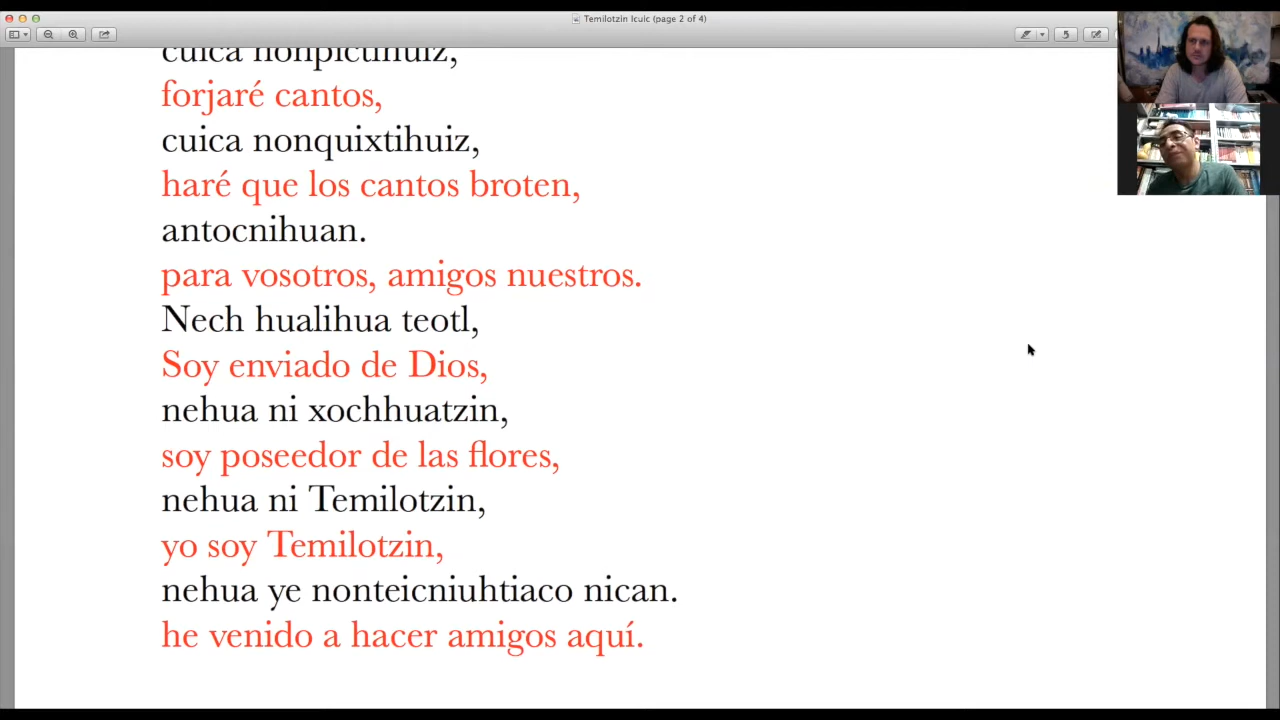 Temilotzin Icuic (page 2 of 4)
cuica nonpictihuiz,
forjaré cantos,
cuica nonquixtihuiz,
haré que los cantos broten,
antocnihuan.
para vosotros, amigos nuestros.
Nech hualihua teotl,
Soy enviado de Dios,
nehua ni xochhuatzin,
soy poseedor de las flores,
nehua ni Temilotzin,
yo soy Temilotzin,
nehua ye nonteicniuhtiaco nican.
he venido a hacer amigos aquí.